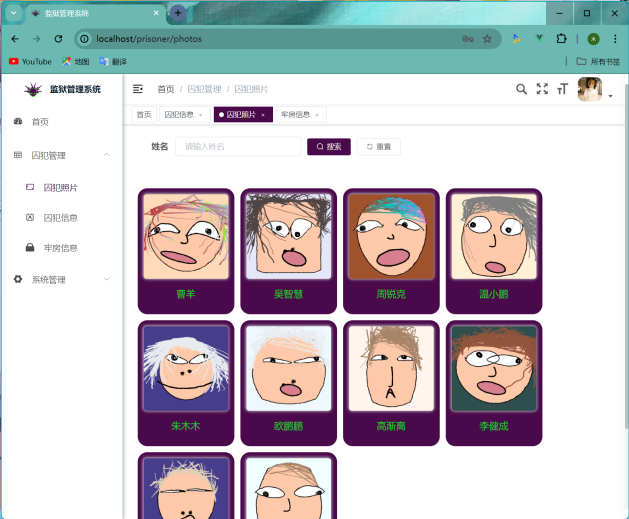 监狱管理系统
localhost/prisoner/photos
YouTube
地图
翻译
所有书签
监狱管理系统
首页 / 囚犯管理 / 囚犯照片
首页
囚犯信息 ×
囚犯照片 ×
牢房信息 ×
首页
囚犯管理
囚犯照片
囚犯信息
牢房信息
系统管理
姓名
请输入姓名
搜索
重置
曹羊
吴智慧
周锐克
温小鹏
朱木木
欧鹏鹏
高渐离
李健成